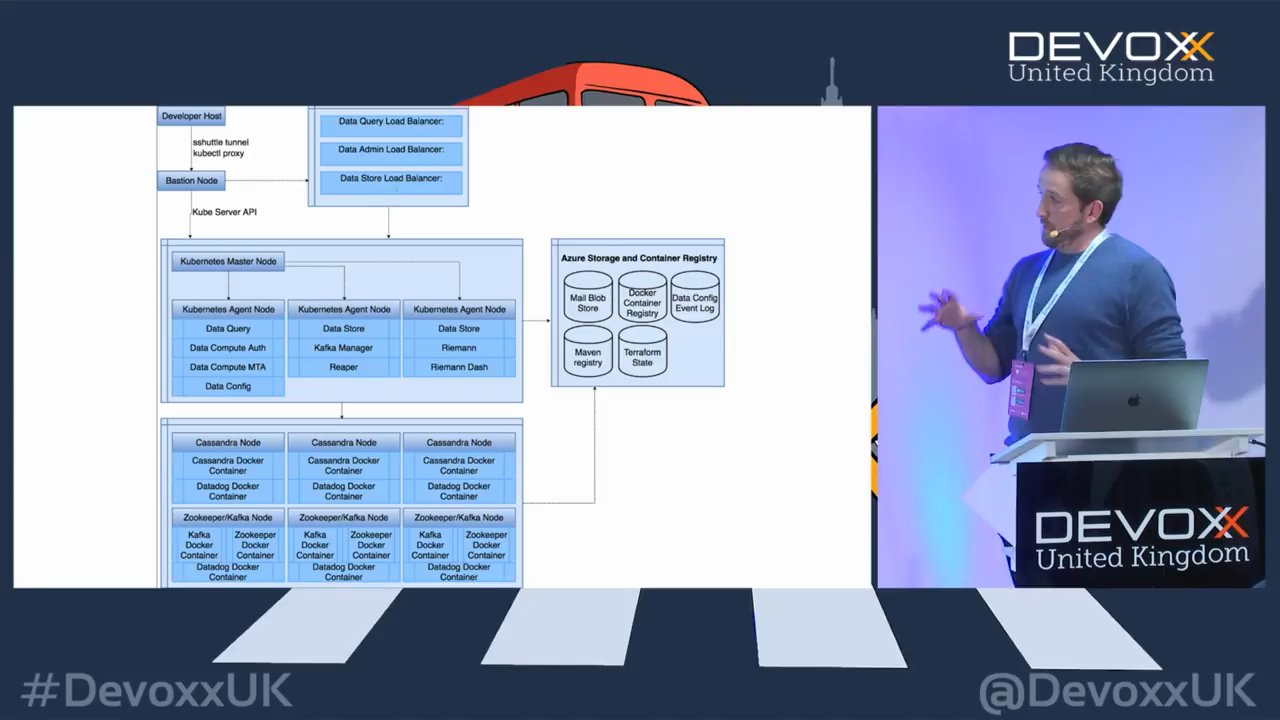 DEVOXX
United Kingdom
Developer Host
sshuttle tunnel
kubectl proxy
Bastion Node
Kube Server API
Data Query Load Balancer:
Data Admin Load Balancer:
Data Store Load Balancer:
Kubernetes Master Node
Kubernetes Agent Node
Data Query
Data Compute Auth
Data Compute MTA
Data Config
Kubernetes Agent Node
Data Store
Kafka Manager
Reaper
Kubernetes Agent Node
Data Store
Riemann
Riemann Dash
Azure Storage and Container Registry
Mail Blob
Store
Docker
Container
Registry
Data Config
Event Log
Maven
registry
Terraform
State
Cassandra Node
Cassandra Docker
Container
Datadog Docker
Container
Cassandra Node
Cassandra Docker
Container
Datadog Docker
Container
Cassandra Node
Cassandra Docker
Container
Datadog Docker
Container
Zookeeper/Kafka Node
Kafka
Docker
Container
Zookeeper
Docker
Container
Datadog Docker
Container
Zookeeper/Kafka Node
Kafka
Docker
Container
Zookeeper
Docker
Container
Datadog Docker
Container
Zookeeper/Kafka Node
Kafka
Docker
Container
Zookeeper
Docker
Container
Datadog Docker
Container
DEVOXX
United Kingdom
#DevoxxUK
@DevoxxUK